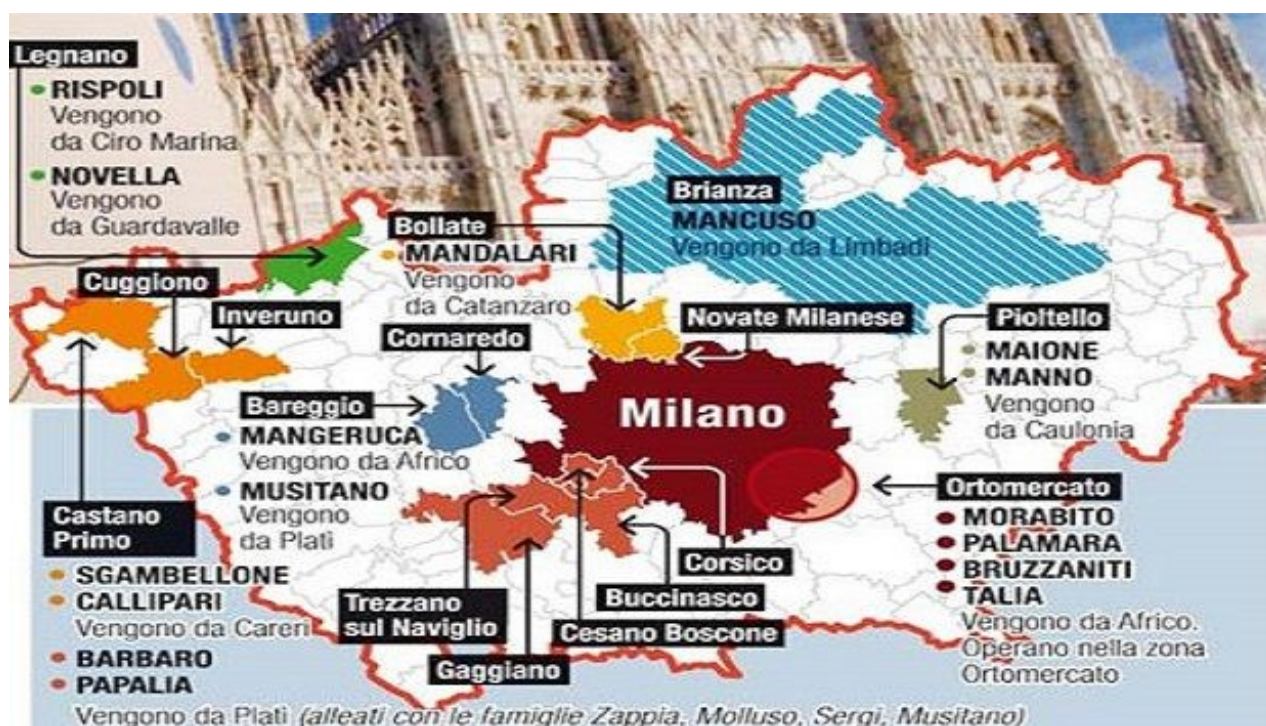 Legnano
RISPOLI
Vengono
da Ciro Marina
NOVELLA
Vengono
da Guardavalle
Bollate
MANDALARI
Vengono
da Catanzaro
Brianza
MANCUSO
Vengono da Limbadi
Cuggiono
Inveruno
Cornaredo
Novate Milanese
Pioltello
MAIONE
MANNO
Vengono
da Caulonia
Bareggio
MANGERUCA
Vengono da Africo
MUSITANO
Vengono
da Platì
Milano
Castano
Primo
SGAMBELLONE
CALLIPARI
Vengono da Careri
BARBARO
PAPALIA
Vengono da Platì (alleati con le famiglie Zappia, Molluso, Sergi, Musitano)
Trezzano
sul Naviglio
Gaggiano
Cesano Boscone
Buccinasco
Corsico
Ortomercato
MORABITO
PALAMARA
BRUZZANITI
TALIA
Vengono da Africo.
Operano nella zona
Ortomercato